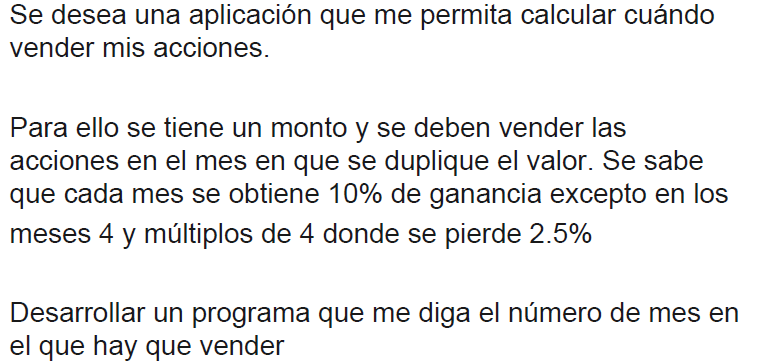 Se desea una aplicación que me permita calcular cuándo
vender mis acciones.
Para ello se tiene un monto y se deben vender las
acciones en el mes en que se duplique el valor. Se sabe
que cada mes se obtiene 10% de ganancia excepto en los
meses 4 y múltiplos de 4 donde se pierde 2.5%
Desarrollar un programa que me diga el número de mes en
el que hay que vender